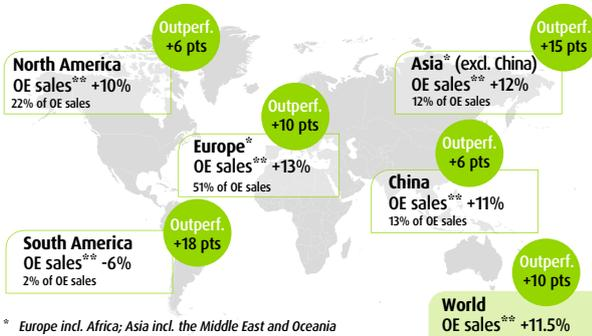 Outperf.
+6 pts
North America
OE sales** +10%
22% of OE sales
Outperf.
+15 pts
Asia* (excl. China)
OE sales** +12%
12% of OE sales
Outperf.
+10 pts
Europe*
OE sales** +13%
51% of OE sales
Outperf.
+6 pts
China
OE sales** +11%
13% of OE sales
Outperf.
+18 pts
South America
OE sales** -6%
2% of OE sales
Outperf.
+10 pts
World
OE sales** +11.5%
* Europe incl. Africa; Asia incl. the Middle East and Oceania